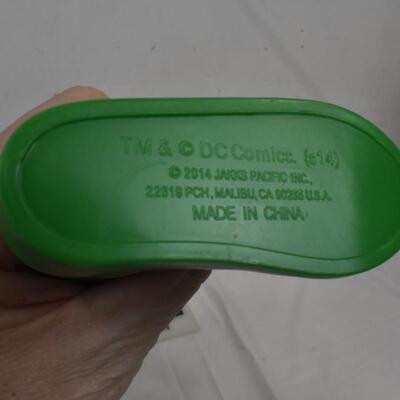 TM & © DC Comics. (s14)
© 2014 JAKKS PACIFIC INC.,
22619 PCH, MALIBU, CA 90265 U.S.A.
MADE IN CHINA